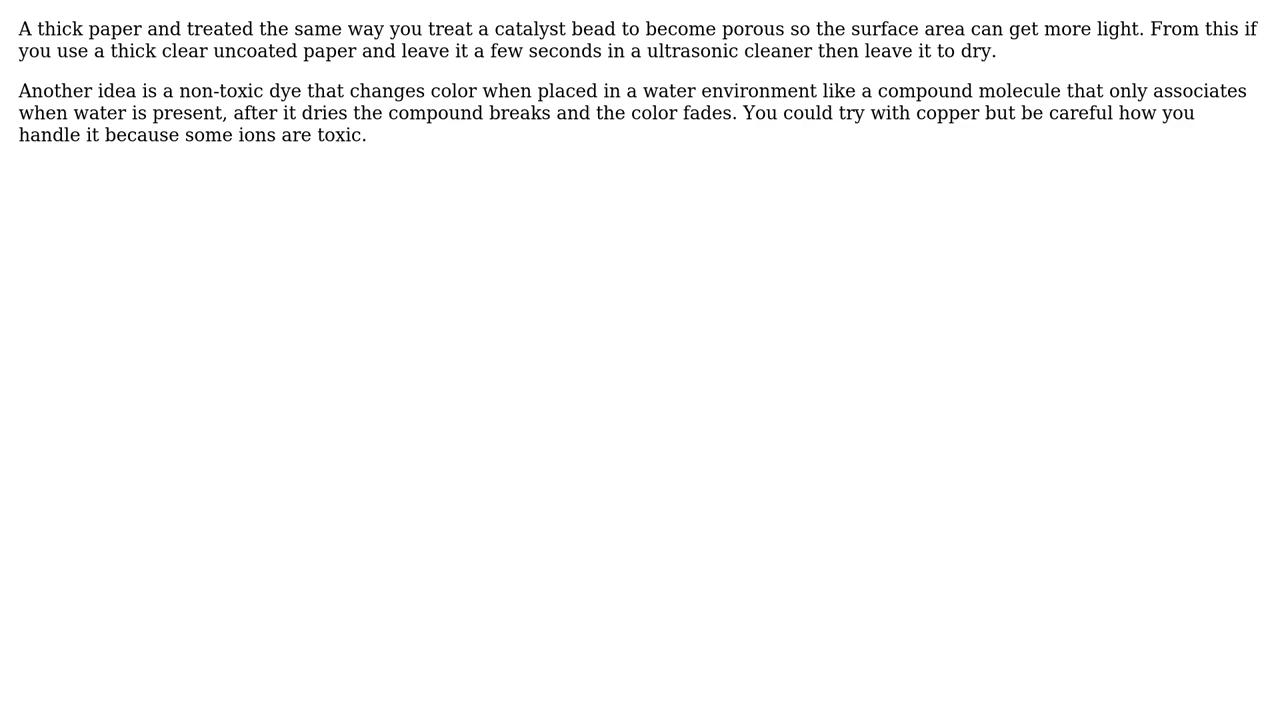 A thick paper and treated the same way you treat a catalyst bead to become porous so the surface area can get more light. From this if
you use a thick clear uncoated paper and leave it a few seconds in a ultrasonic cleaner then leave it to dry.
Another idea is a non-toxic dye that changes color when placed in a water environment like a compound molecule that only associates
when water is present, after it dries the compound breaks and the color fades. You could try with copper but be careful how you
handle it because some ions are toxic.